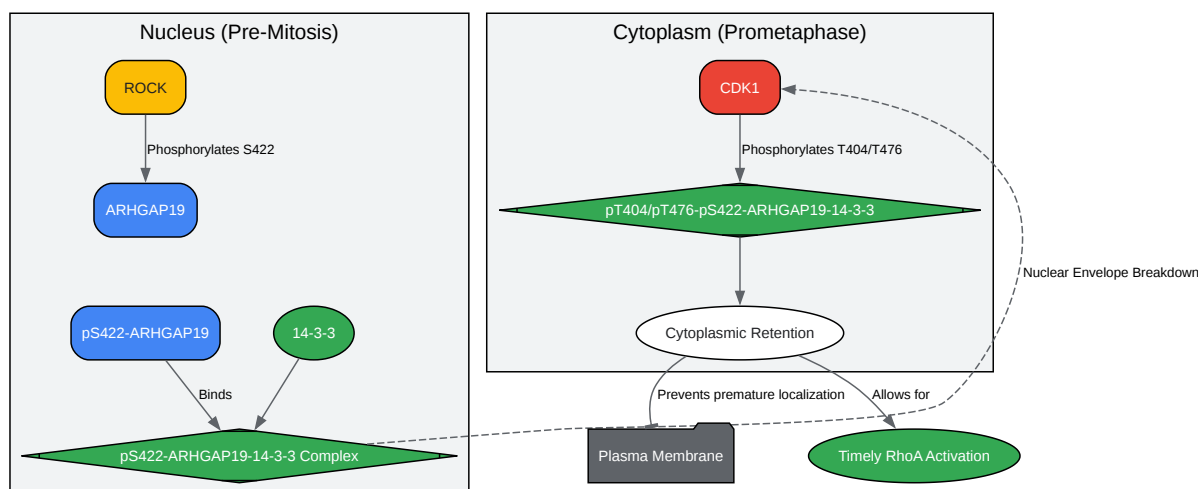 Nucleus (Pre-Mitosis)
ROCK
Phosphorylates S422
ARHGAP19
pS422-ARHGAP19
14-3-3
Binds
pS422-ARHGAP19-14-3-3 Complex
Cytoplasm (Prometaphase)
CDK1
Phosphorylates T404/T476
pT404/pT476-pS422-ARHGAP19-14-3-3
Nuclear Envelope Breakdown
Cytoplasmic Retention
Prevents premature localization
Allows for
Plasma Membrane
Timely RhoA Activation